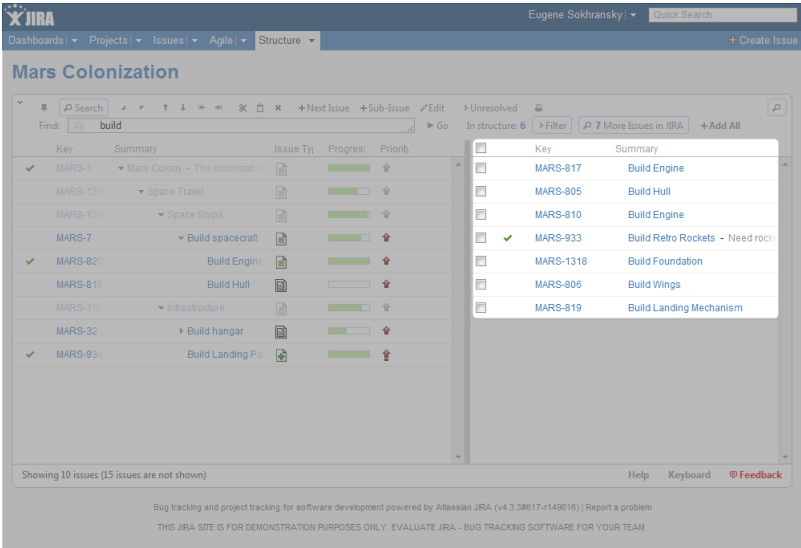 JIRA
Eugene Sokhransky Quick Search
Dashboards Projects Issues Agile Structure + Create Issue
Mars Colonization
Search +Next Issue +Sub-Issue Edit Unresolved
Find: JQL build Go In structure: 6 Filter 7 More Issues in JIRA +Add All
Key Summary Issue Ty Progress Priority Key Summary
MARS-1 Mars Colony - The colonizatio MARS-817 Build Engine
Space Travel MARS-805 Build Hull
Space Ships MARS-810 Build Engine
MARS-7 Build spacecraft MARS-933 Build Retro Rockets - Need rocke
MARS-820 Build Engine MARS-1318 Build Foundation
MARS-816 Build Hull MARS-806 Build Wings
Infrastructure MARS-819 Build Landing Mechanism
MARS-32 Build hangar
MARS-934 Build Landing Pa
Showing 10 issues (15 issues are not shown) Help Keyboard Feedback
Bug tracking and project tracking for software development powered by Atlassian JIRA (v4.3.3#617-r149616) | Report a problem
THIS JIRA SITE IS FOR DEMONSTRATION PURPOSES ONLY. EVALUATE JIRA - BUG TRACKING SOFTWARE FOR YOUR TEAM.